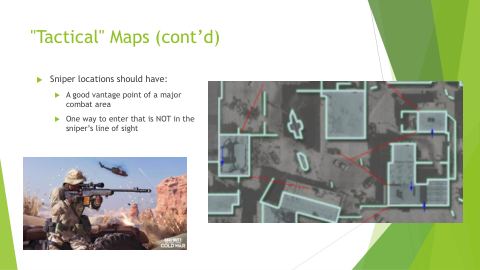 "Tactical" Maps (cont’d)
Sniper locations should have:
A good vantage point of a major
combat area
One way to enter that is NOT in the
sniper’s line of sight
COLD WAR